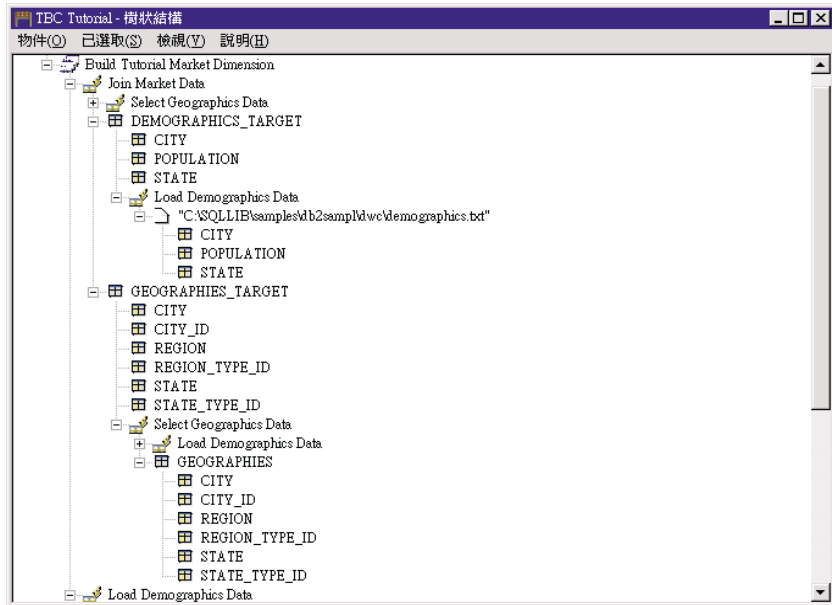 TBC Tutorial - 樹狀結構
物件(O) 已選取(S) 檢視(V) 說明(H)
Build Tutorial Market Dimension
Join Market Data
Select Geographics Data
DEMOGRAPHICS_TARGET
CITY
POPULATION
STATE
Load Demographics Data
"C:\SQLLIB\samples\db2sampl\dwc\demographics.txt"
CITY
POPULATION
STATE
GEOGRAPHIES_TARGET
CITY
CITY_ID
REGION
REGION_TYPE_ID
STATE
STATE_TYPE_ID
Select Geographics Data
Load Demographics Data
GEOGRAPHIES
CITY
CITY_ID
REGION
REGION_TYPE_ID
STATE
STATE_TYPE_ID
Load Demographics Data